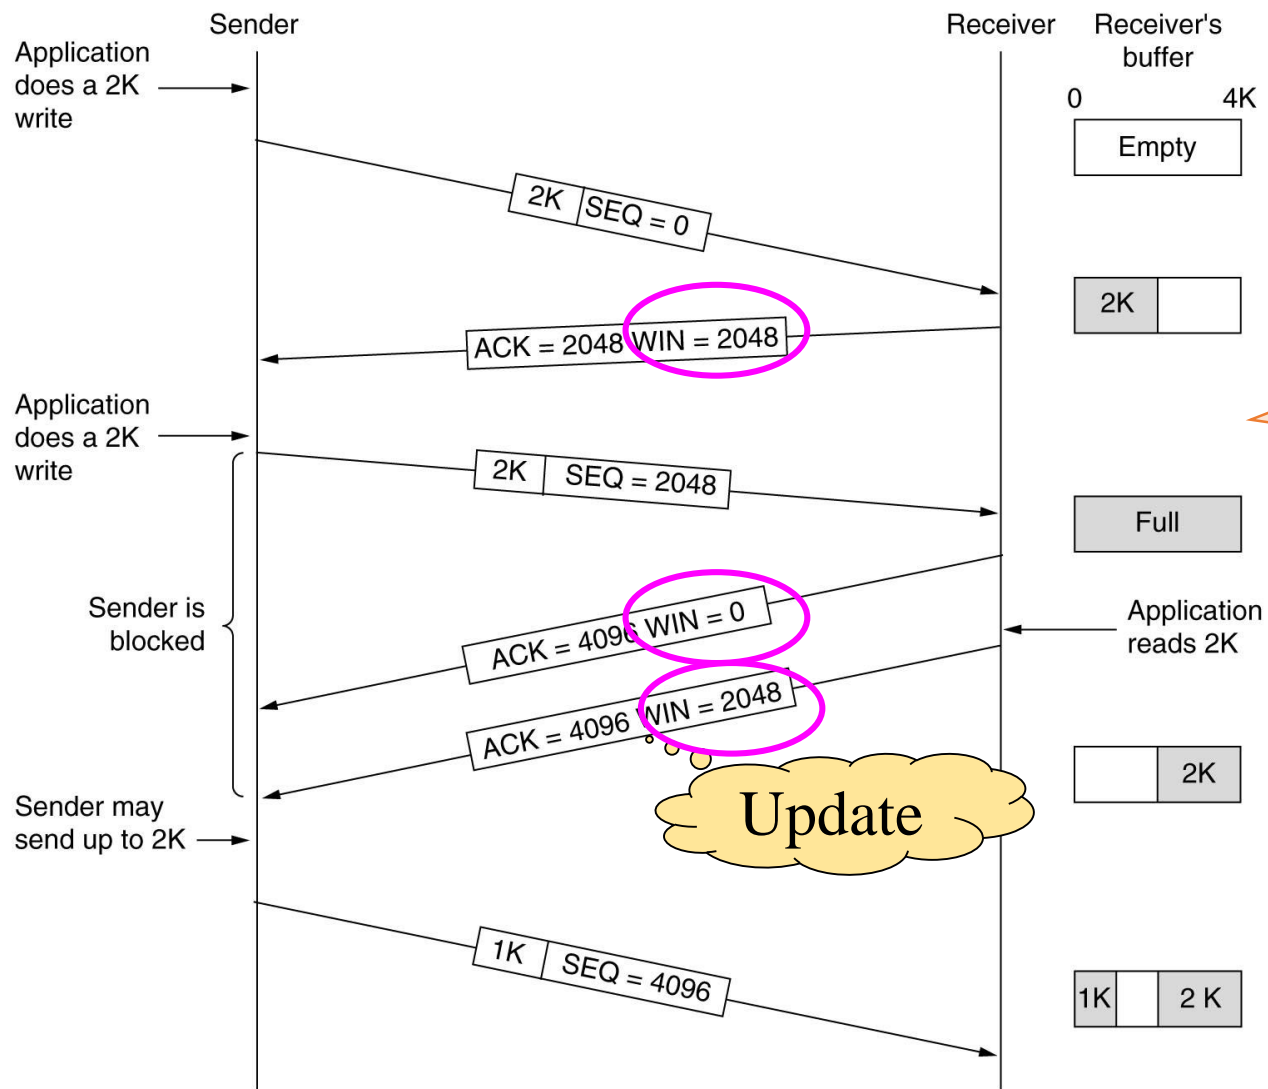 Sender
Receiver
Receiver's
buffer
Application
does a 2K
write
0
4K
Empty
2K
SEQ = 0
2K
ACK = 2048 WIN = 2048
Application
does a 2K
write
2K
SEQ = 2048
Full
Sender is
blocked
ACK = 4096 WIN = 0
Application
reads 2K
ACK = 4096 WIN = 2048
2K
Update
Sender may
send up to 2K
1K
SEQ = 4096
1K
2 K